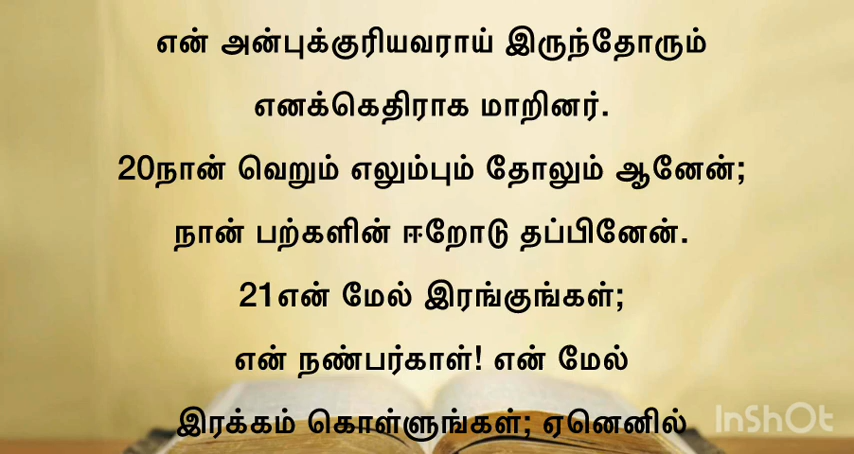 என் அன்புக்குரியவராய் இருந்தோரும்
எனக்கெதிராக மாறினர்.
20நான் வெறும் எலும்பும் தோலும் ஆனேன்;
நான் பற்களின் ஈறோடு தப்பினேன்.
21என் மேல் இரங்குங்கள்;
என் நண்பர்காள்! என் மேல்
இரக்கம் கொள்ளுங்கள்; ஏனெனில்
InShOt